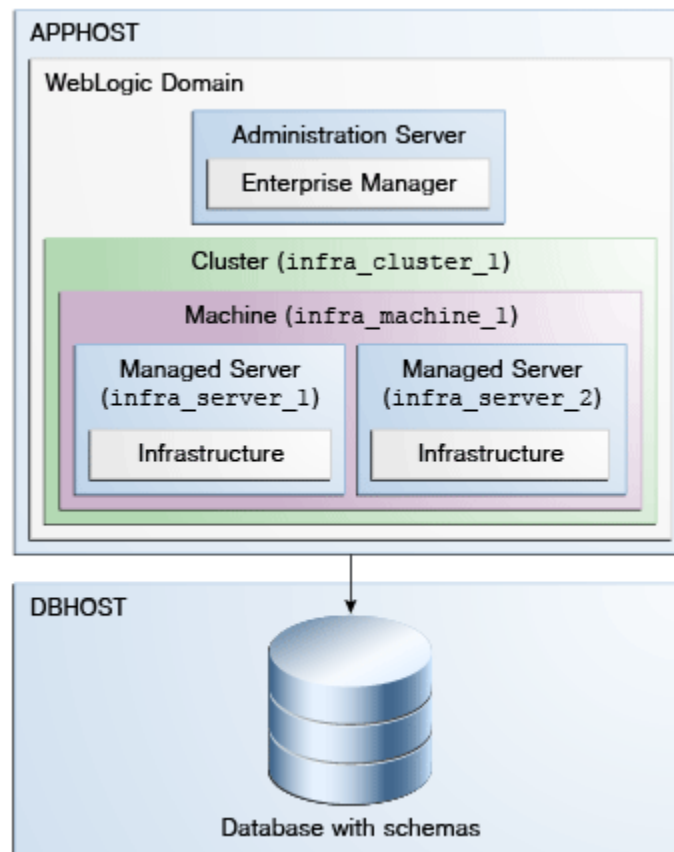 APPHOST
WebLogic Domain
Administration Server
Enterprise Manager
Cluster (infra_cluster_1)
Machine (infra_machine_1)
Managed Server
(infra_server_1)
Infrastructure
Managed Server
(infra_server_2)
Infrastructure
DBHOST
Database with schemas